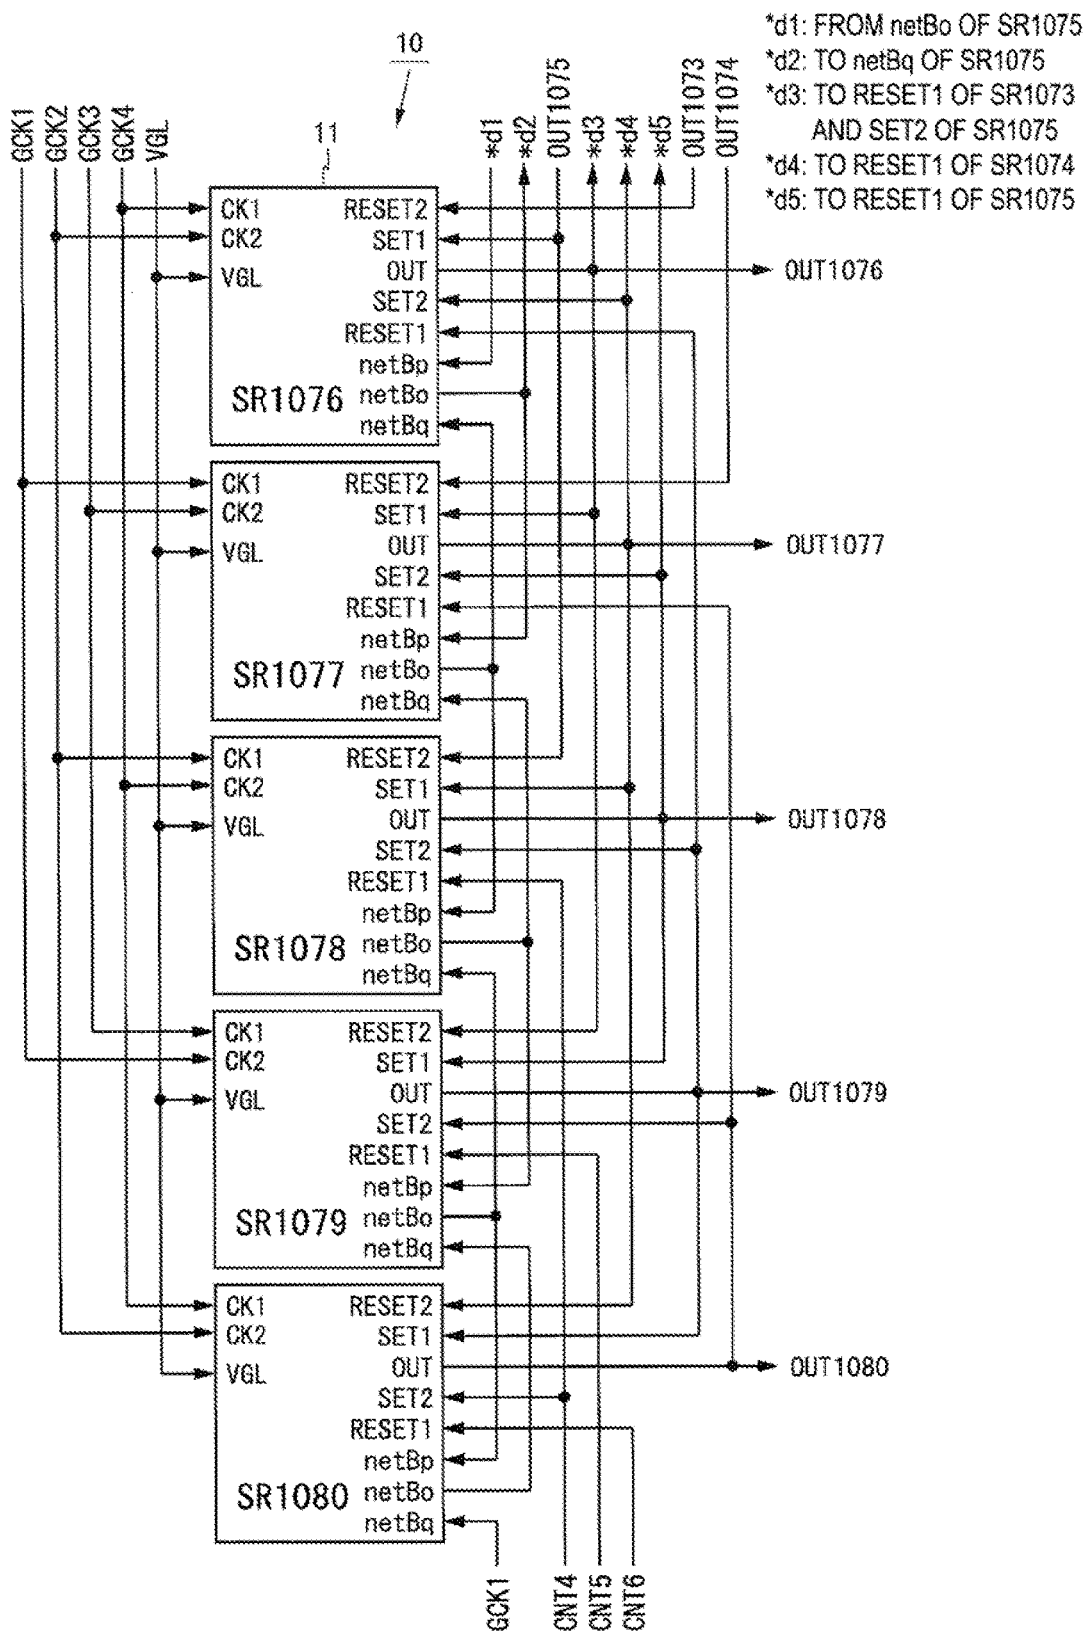 *d1: FROM netBo OF SR1075
*d2: TO netBq OF SR1075
*d3: TO RESET1 OF SR1073
AND SET2 OF SR1075
*d4: TO RESET1 OF SR1074
*d5: TO RESET1 OF SR1075
10
11
GCK1
GCK2
GCK3
GCK4
VGL
*d1
*d2
OUT1075
*d3
*d4
*d5
OUT1073
OUT1074
CK1
CK2
VGL
RESET2
SET1
OUT
SET2
RESET1
netBp
netBo
netBq
SR1076
OUT1076
CK1
CK2
VGL
RESET2
SET1
OUT
SET2
RESET1
netBp
netBo
netBq
SR1077
OUT1077
CK1
CK2
VGL
RESET2
SET1
OUT
SET2
RESET1
netBp
netBo
netBq
SR1078
OUT1078
CK1
CK2
VGL
RESET2
SET1
OUT
SET2
RESET1
netBp
netBo
netBq
SR1079
OUT1079
CK1
CK2
VGL
RESET2
SET1
OUT
SET2
RESET1
netBp
netBo
netBq
SR1080
OUT1080
GCK1
CNT4
CNT5
CNT6